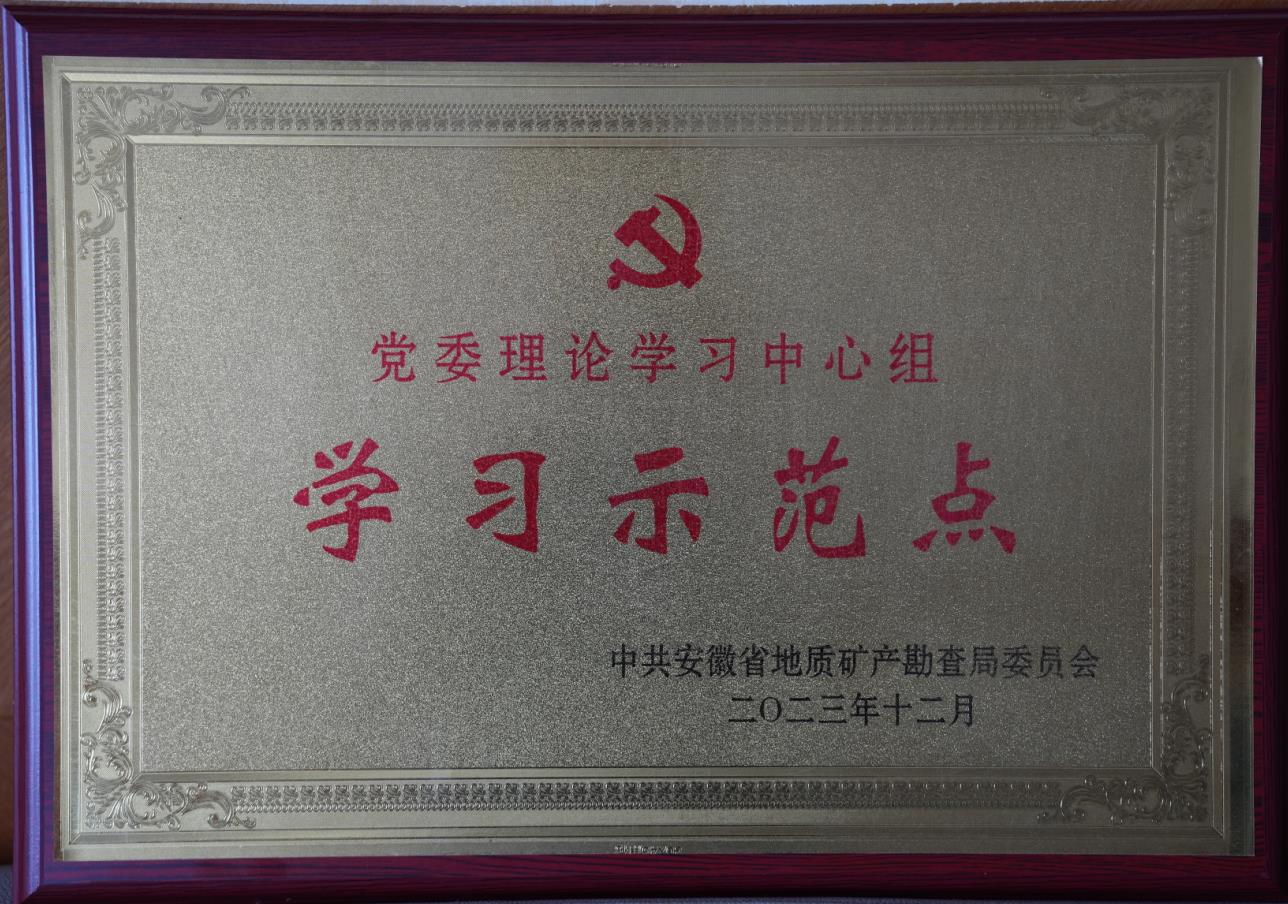 党委理论学习中心组
学习示范点
中共安徽省地质矿产勘查局委员会
二〇二三年十二月